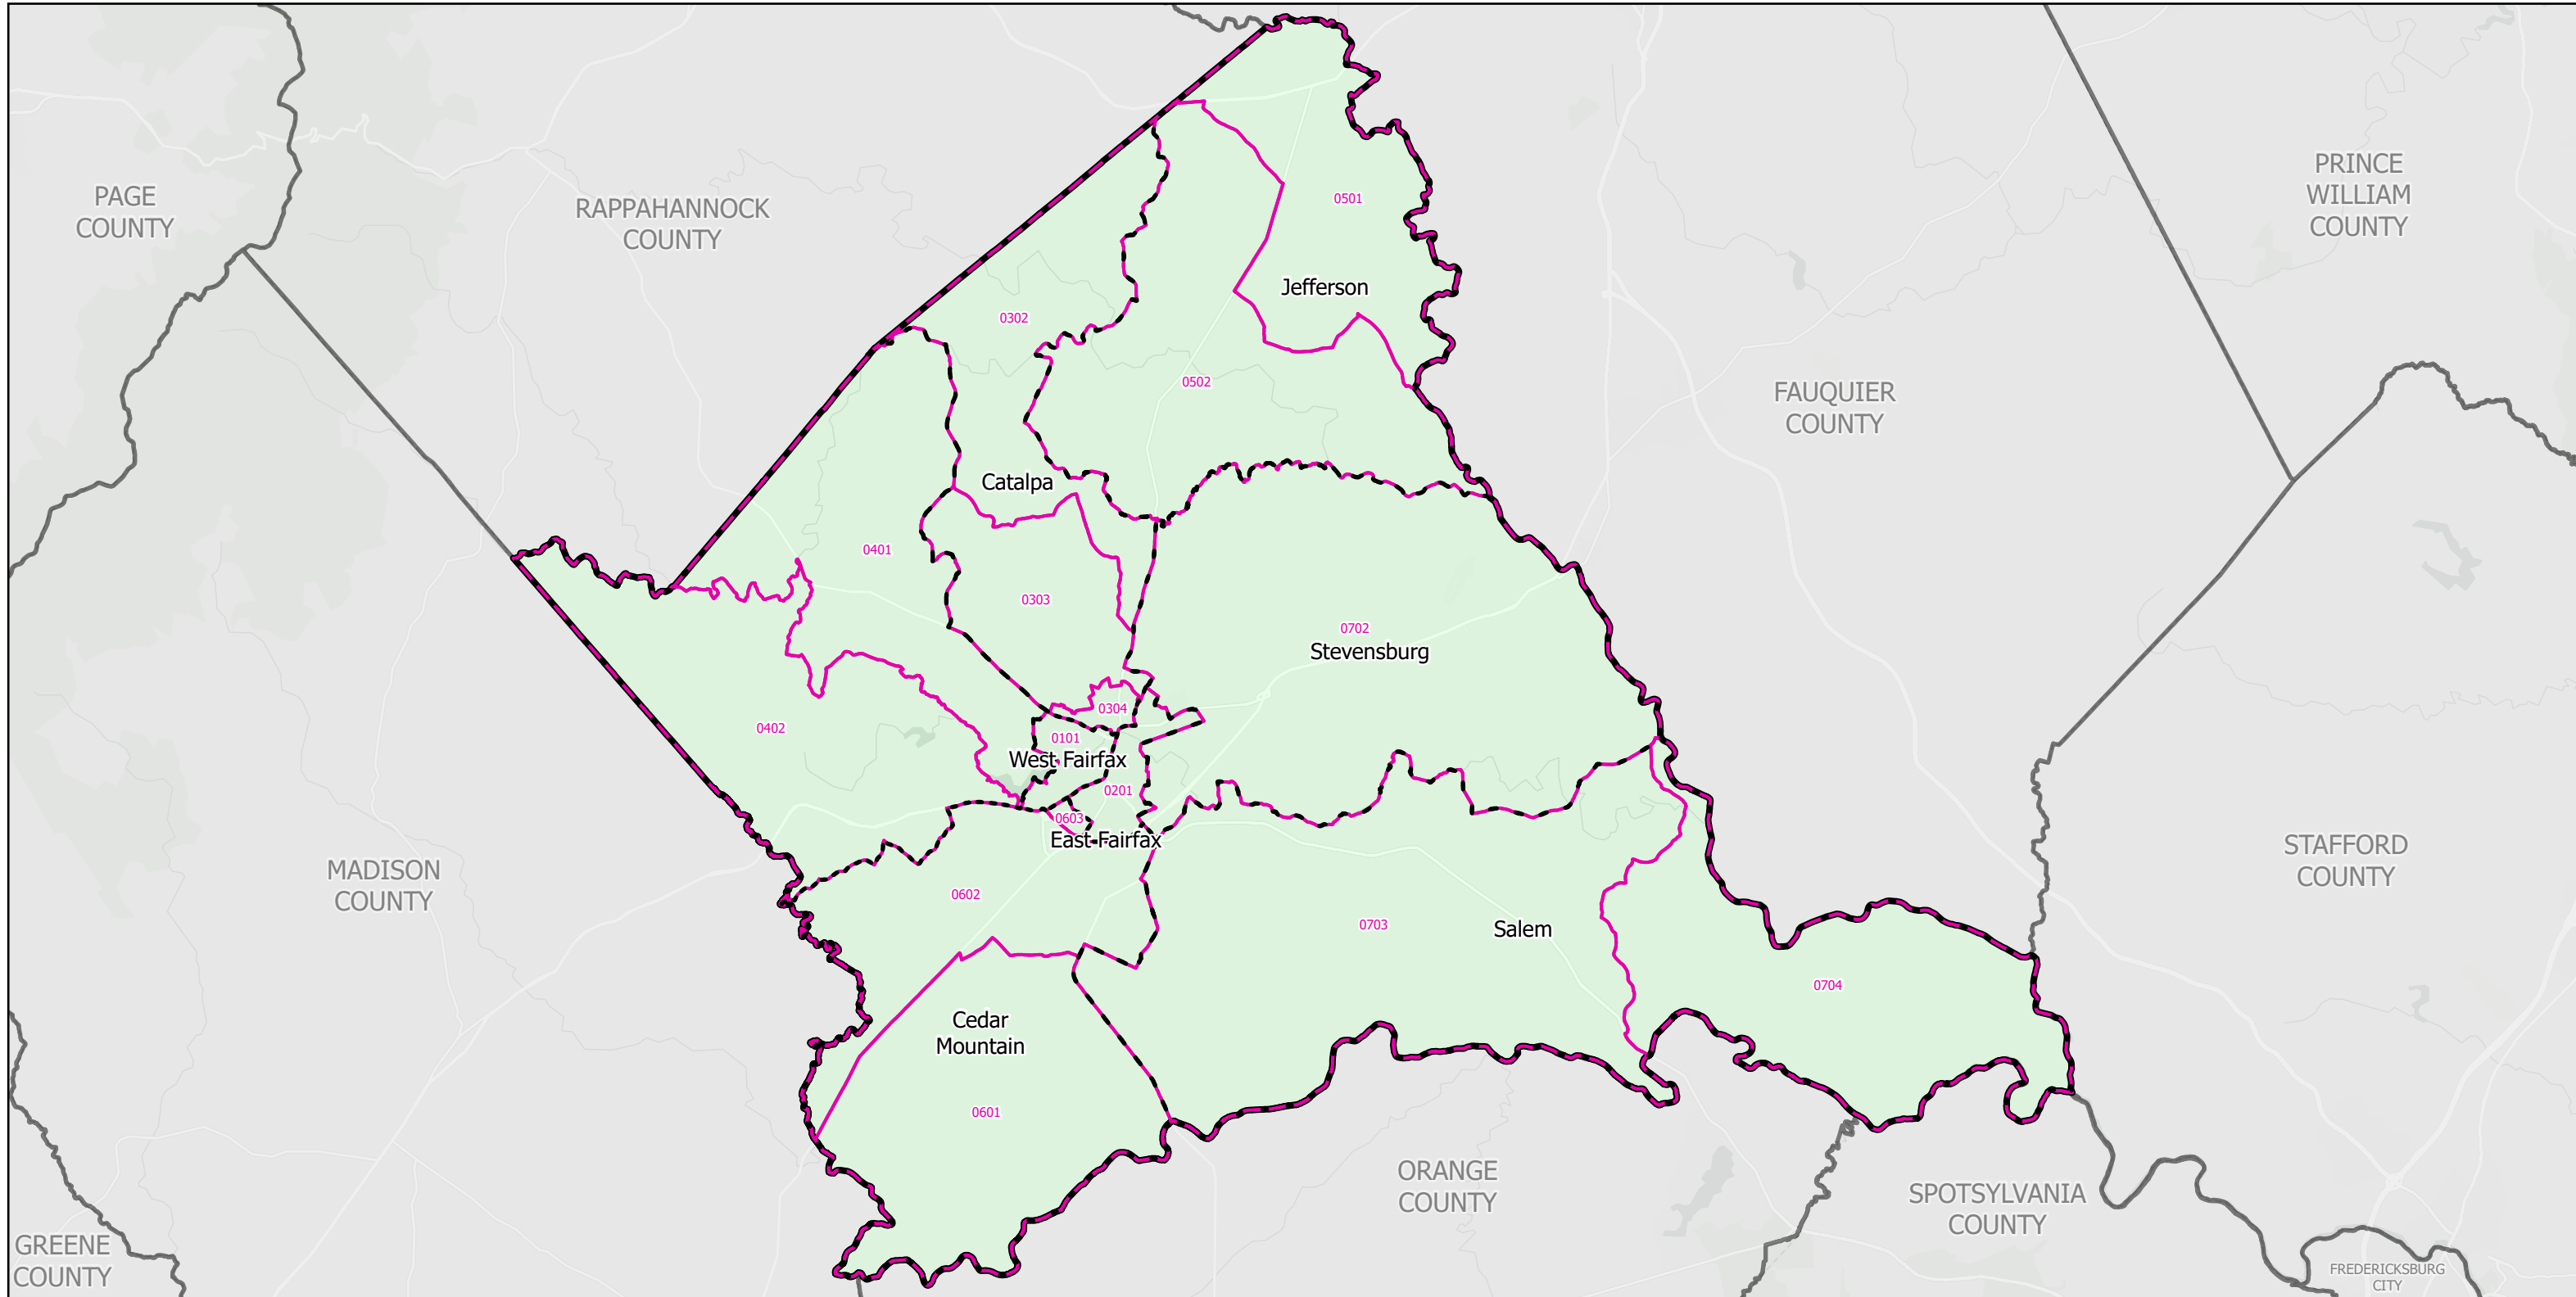 PAGE
COUNTY
RAPPAHANNOCK
COUNTY
PRINCE
WILLIAM
COUNTY
0501
Jefferson
0302
0502
FAUQUIER
COUNTY
Catalpa
0401
0303
0702
Stevensburg
0304
0402
0101
West Fairfax
0201
0603
East Fairfax
MADISON
COUNTY
STAFFORD
COUNTY
0602
0703
Salem
0704
Cedar
Mountain
0601
ORANGE
COUNTY
SPOTSYLVANIA
COUNTY
GREENE
COUNTY
FREDERICKSBURG
CITY